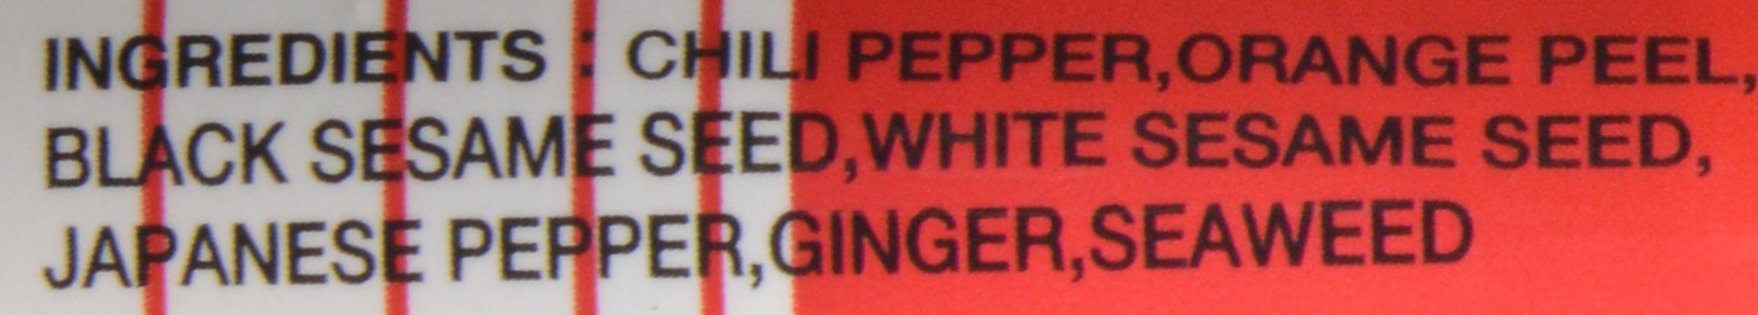 INGREDIENTS : CHILI PEPPER,ORANGE PEEL,
BLACK SESAME SEED,WHITE SESAME SEED,
JAPANESE PEPPER,GINGER,SEAWEED